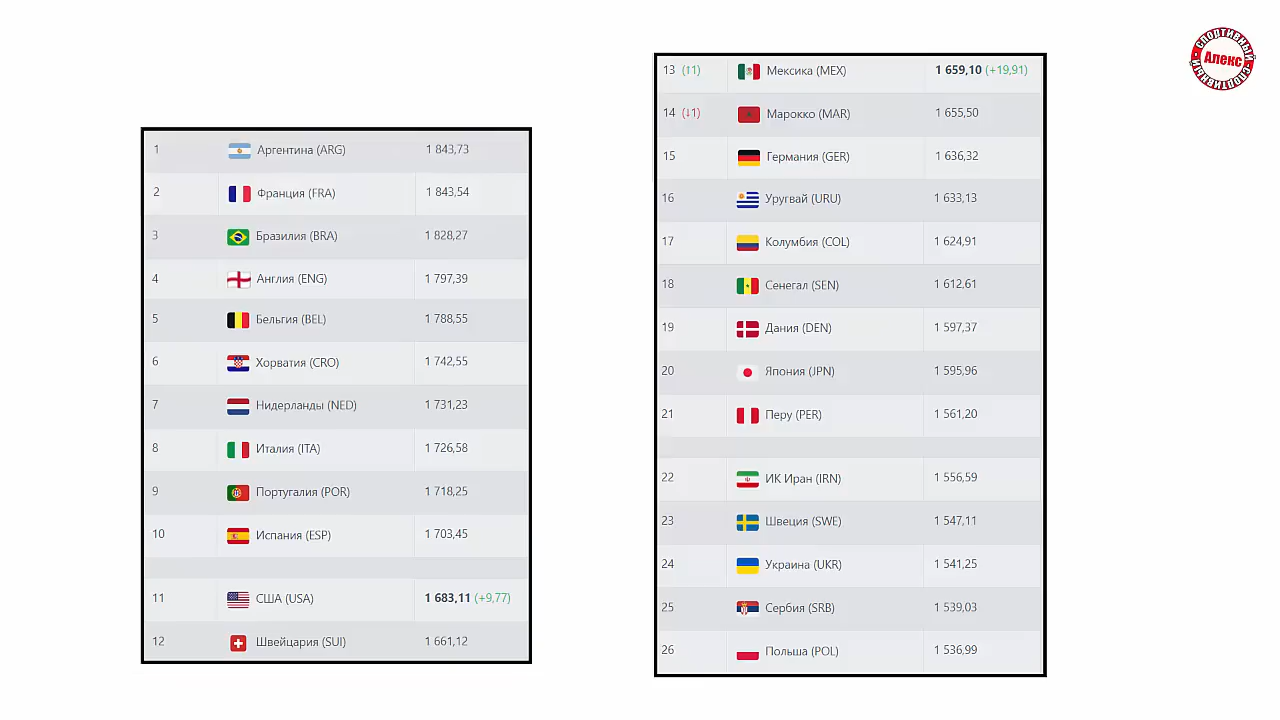 1 Аргентина (ARG) 1 843,73
2 Франция (FRA) 1 843,54
3 Бразилия (BRA) 1 828,27
4 Англия (ENG) 1 797,39
5 Бельгия (BEL) 1 788,55
6 Хорватия (CRO) 1 742,55
7 Нидерланды (NED) 1 731,23
8 Италия (ITA) 1 726,58
9 Португалия (POR) 1 718,25
10 Испания (ESP) 1 703,45
11 США (USA) 1 683,11 (+9,77)
12 Швейцария (SUI) 1 661,12
13 (↑1) Мексика (MEX) 1 659,10 (+19,91)
14 (↓1) Марокко (MAR) 1 655,50
15 Германия (GER) 1 636,32
16 Уругвай (URU) 1 633,13
17 Колумбия (COL) 1 624,91
18 Сенегал (SEN) 1 612,61
19 Дания (DEN) 1 597,37
20 Япония (JPN) 1 595,96
21 Перу (PER) 1 561,20
22 ИК Иран (IRN) 1 556,59
23 Швеция (SWE) 1 547,11
24 Украина (UKR) 1 541,25
25 Сербия (SRB) 1 539,03
26 Польша (POL) 1 536,99
СПОРТИВНЫЙ
Алекс
СПОРТИВНЫЙ